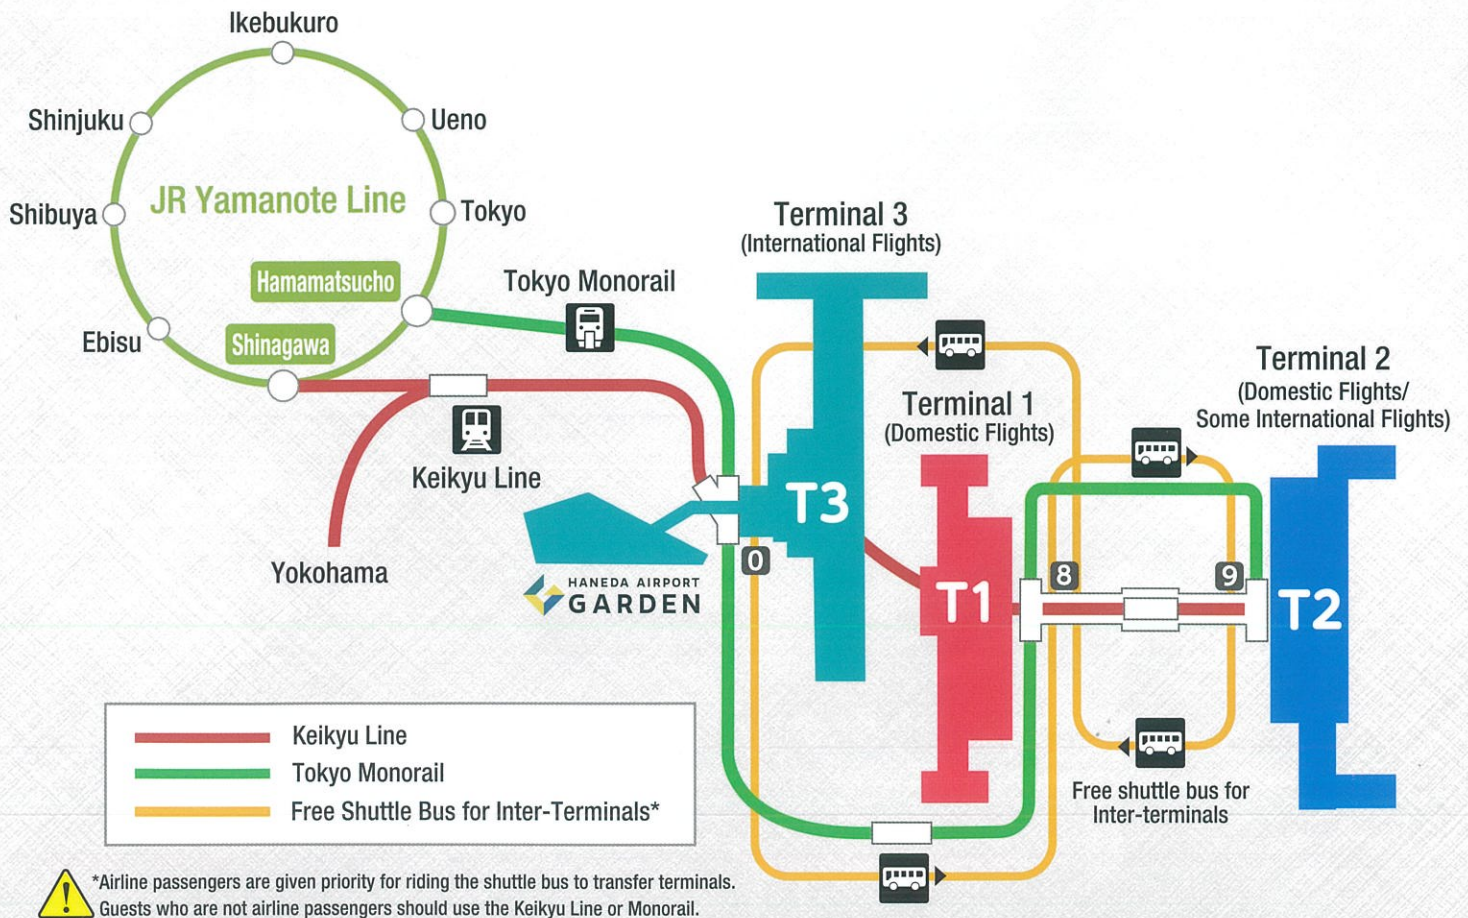 Ikebukuro
Shinjuku
Ueno
JR Yamanote Line
Shibuya
Tokyo
Hamamatsucho
Ebisu
Shinagawa
Tokyo Monorail
Keikyu Line
Yokohama
Terminal 3
(International Flights)
Terminal 1
(Domestic Flights)
Terminal 2
(Domestic Flights/
Some International Flights)
T3
T1
T2
0
8
9
HANEDA AIRPORT
GARDEN
Keikyu Line
Tokyo Monorail
Free Shuttle Bus for Inter-Terminals*
Free shuttle bus for
Inter-terminals
*Airline passengers are given priority for riding the shuttle bus to transfer terminals.
Guests who are not airline passengers should use the Keikyu Line or Monorail.